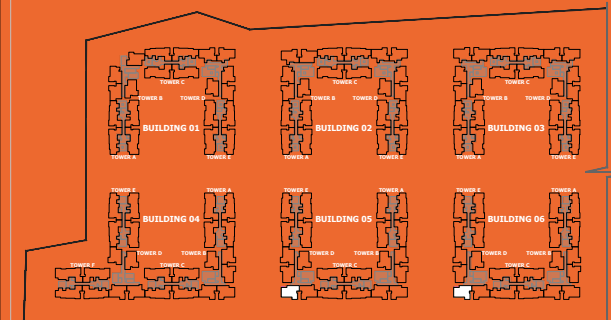 TOWER C
TOWER C
TOWER C
TOWER B TOWER D
TOWER B TOWER D
TOWER B TOWER D
BUILDING 01
BUILDING 02
BUILDING 03
TOWER A TOWER E
TOWER A TOWER E
TOWER A TOWER E
TOWER E TOWER A
TOWER E TOWER A
TOWER E TOWER A
BUILDING 04
BUILDING 05
BUILDING 06
TOWER D TOWER B
TOWER D TOWER B
TOWER D TOWER B
TOWER F
TOWER C
TOWER C
TOWER C